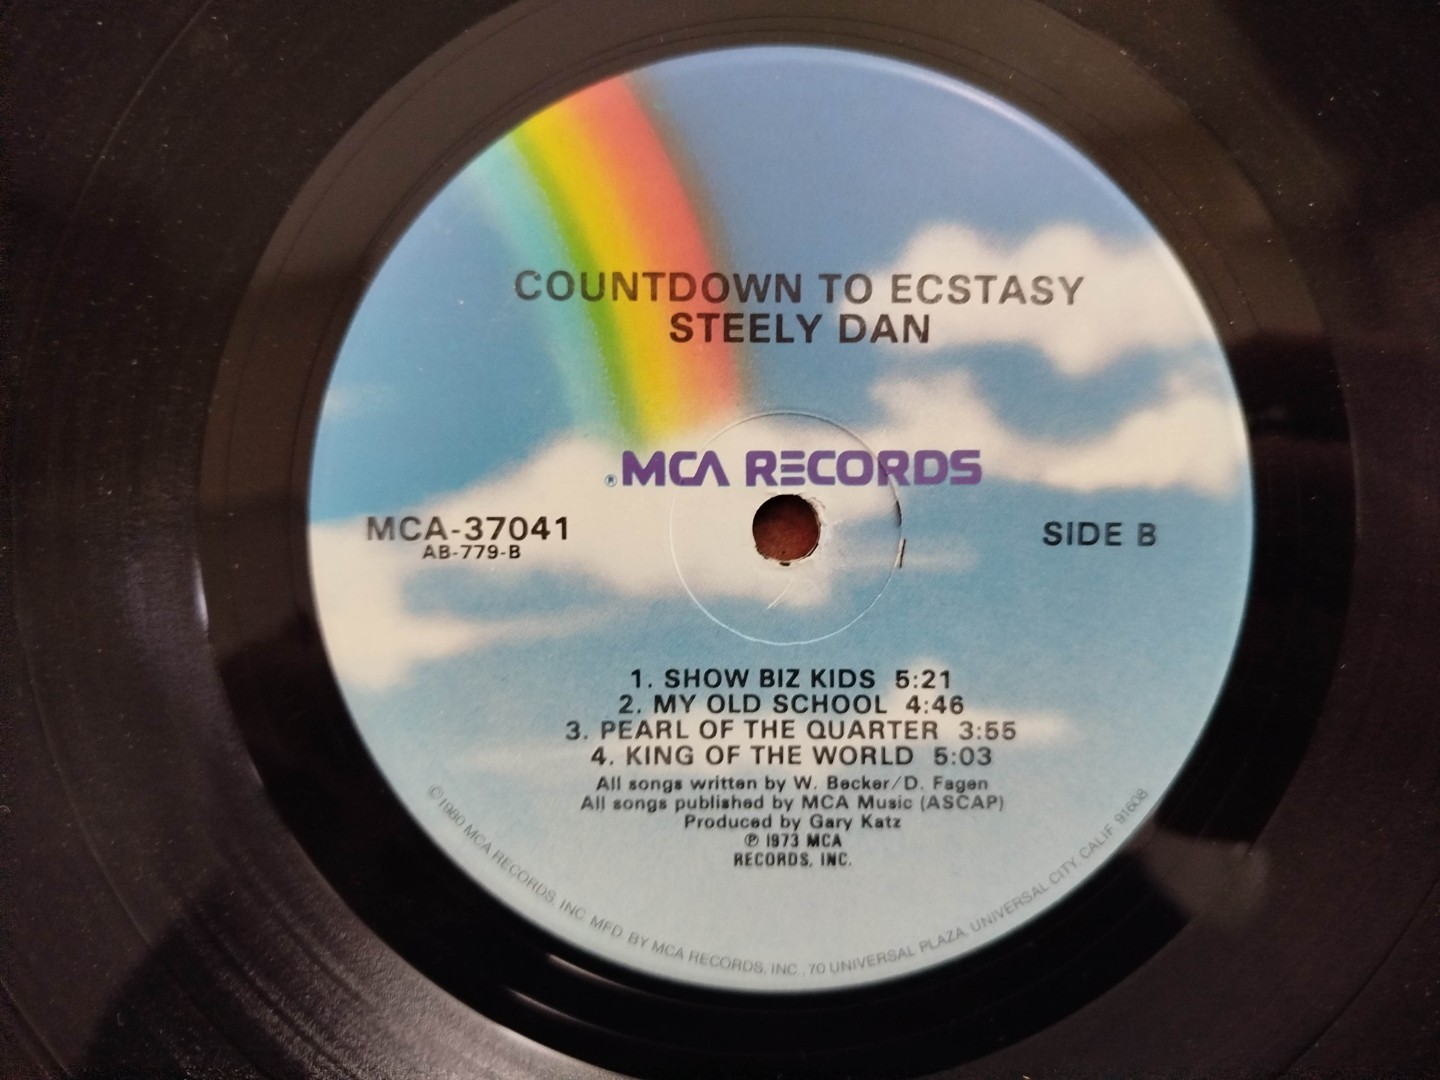 COUNTDOWN TO ECSTASY
STEELY DAN
®MCA RECORDS
MCA-37041
AB-779-B
SIDE B
1. SHOW BIZ KIDS 5:21
2. MY OLD SCHOOL 4:46
3. PEARL OF THE QUARTER 3:55
4. KING OF THE WORLD 5:03
All songs written by W. Becker/D. Fagen
All songs published by MCA Music (ASCAP)
Produced by Gary Katz
℗ 1973 MCA
RECORDS, INC.
©1980 MCA RECORDS, INC. MFD. BY MCA RECORDS, INC., 70 UNIVERSAL PLAZA, UNIVERSAL CITY, CALIF. 91608